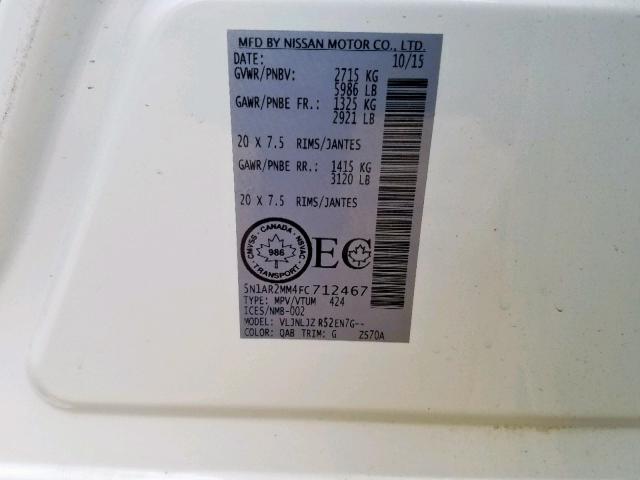 MFD BY NISSAN MOTOR CO., LTD.
DATE: 10/15
GVWR/PNBV: 2715 KG
5986 LB
GAWR/PNBE FR.: 1325 KG
2921 LB
20 X 7.5 RIMS/JANTES
GAWR/PNBE RR.: 1415 KG
3120 LB
20 X 7.5 RIMS/JANTES
CMVSS · CANADA · NSVAC
986
TRANSPORT
EC
5N1AR2MM4FC712467
TYPE: MPV/VTUM 424
ICES/NMB-002
MODEL: VLJNLJZ R52EN7G--
COLOR: QAB TRIM: G ZS70A